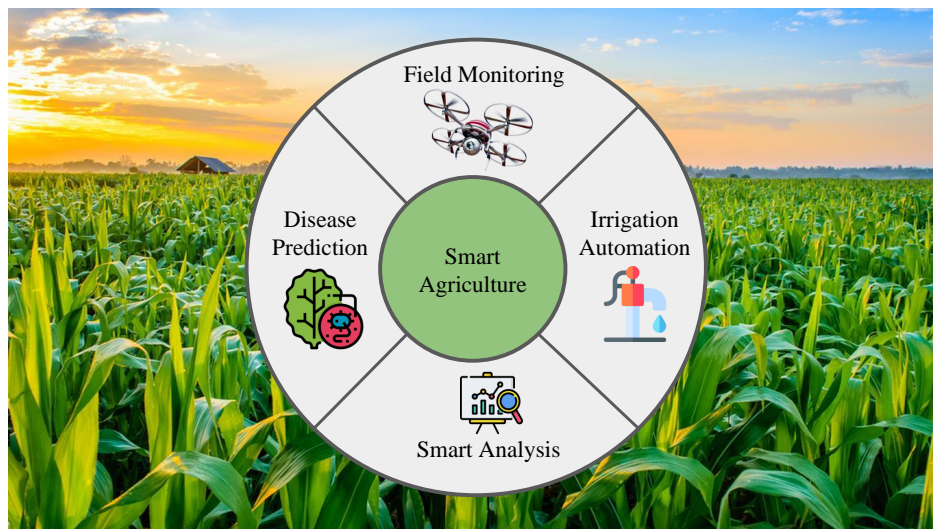 Field Monitoring
Disease
Prediction
Smart
Agriculture
Irrigation
Automation
Smart Analysis